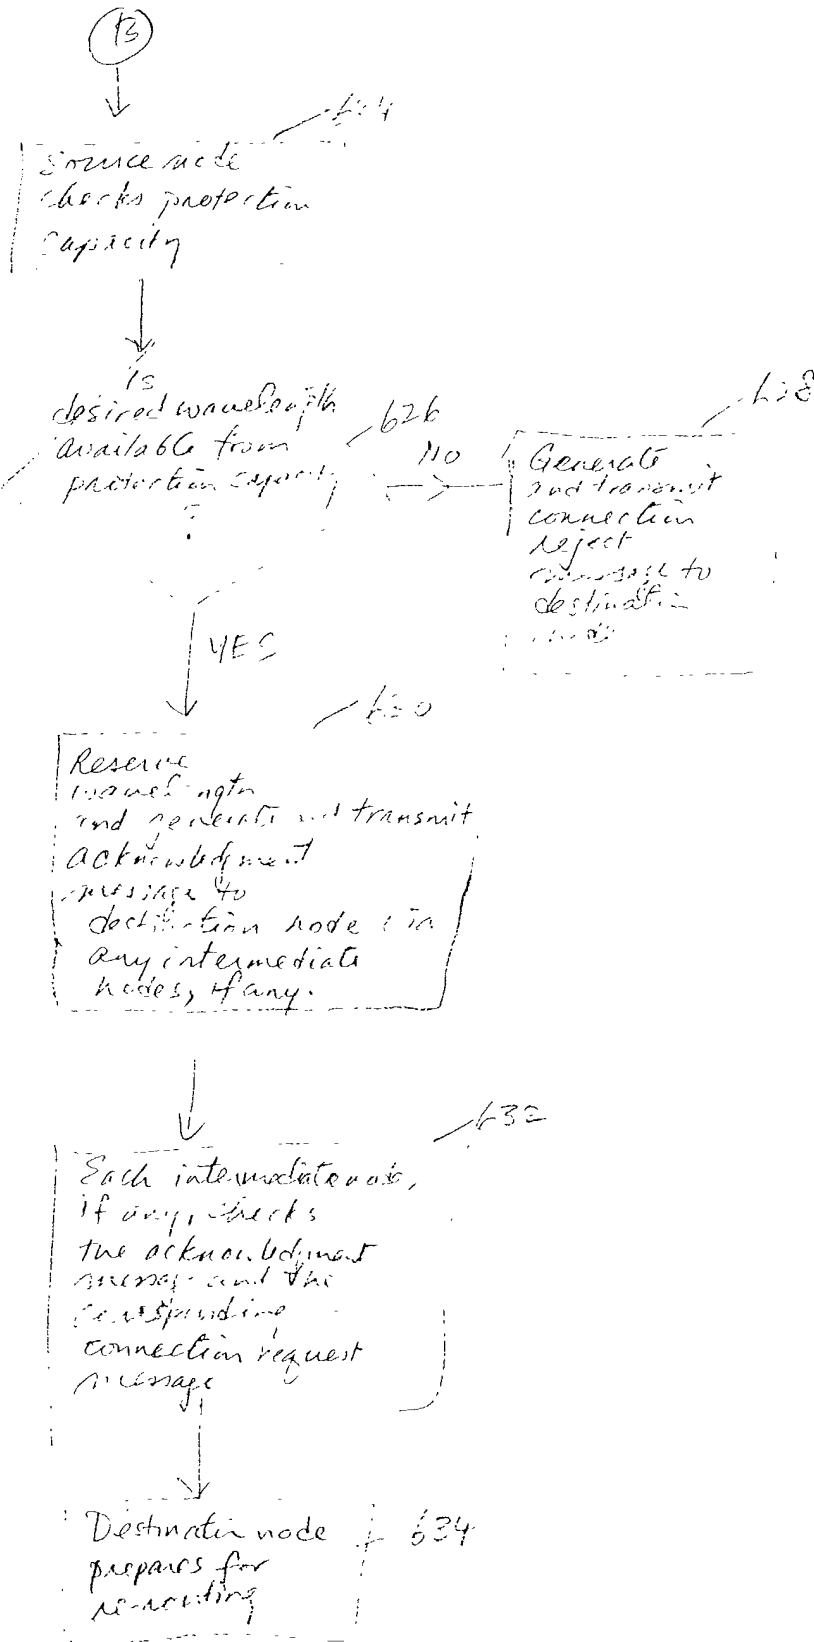 B
624
Source node
checks protection
capacity
Is
desired wavelength
available from
protection capacity
?
626
NO
628
Generate
and transmit
connection
reject
message to
destination
node
YES
630
Reserve
wavelength
and generate and transmit
acknowledgment
message to
destination node via
any intermediate
nodes, if any.
632
Each intermediate node,
if any, checks
the acknowledgment
message and the
corresponding
connection request
message
Destination node
prepares for
re-routing
634